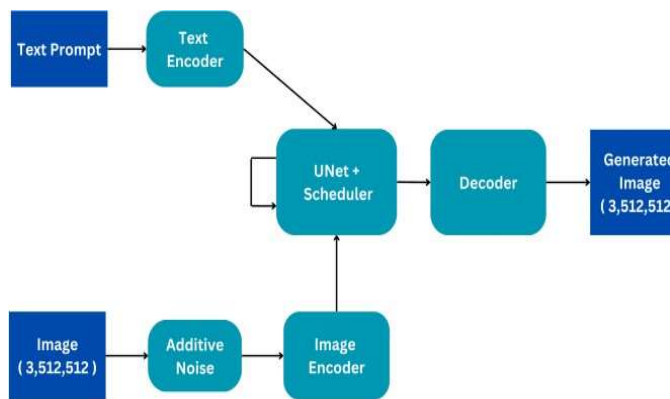 Text Prompt
Text
Encoder
UNet +
Scheduler
Decoder
Generated
Image
( 3,512,512
Image
( 3,512,512 )
Additive
Noise
Image
Encoder